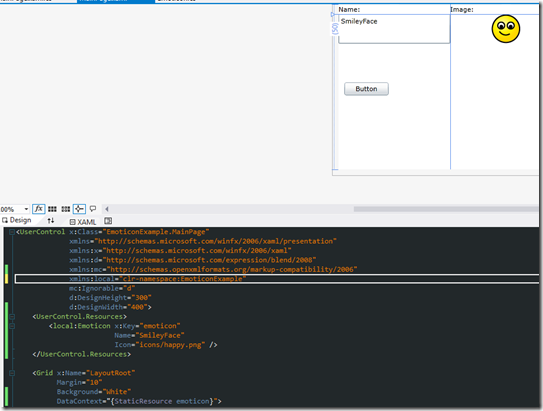 Name:
Image:
SmileyFace
150
Button
00%
fx
Design
XAML
<UserControl x:Class="EmoticonExample.MainPage"
xmlns="http://schemas.microsoft.com/winfx/2006/xaml/presentation"
xmlns:x="http://schemas.microsoft.com/winfx/2006/xaml"
xmlns:d="http://schemas.microsoft.com/expression/blend/2008"
xmlns:mc="http://schemas.openxmlformats.org/markup-compatibility/2006"
xmlns:local="clr-namespace:EmoticonExample"
mc:Ignorable="d"
d:DesignHeight="300"
d:DesignWidth="400">
<UserControl.Resources>
<local:Emoticon x:Key="emoticon"
Name="SmileyFace"
Icon="icons/happy.png" />
</UserControl.Resources>
<Grid x:Name="LayoutRoot"
Margin="10"
Background="White"
DataContext="{StaticResource emoticon}">